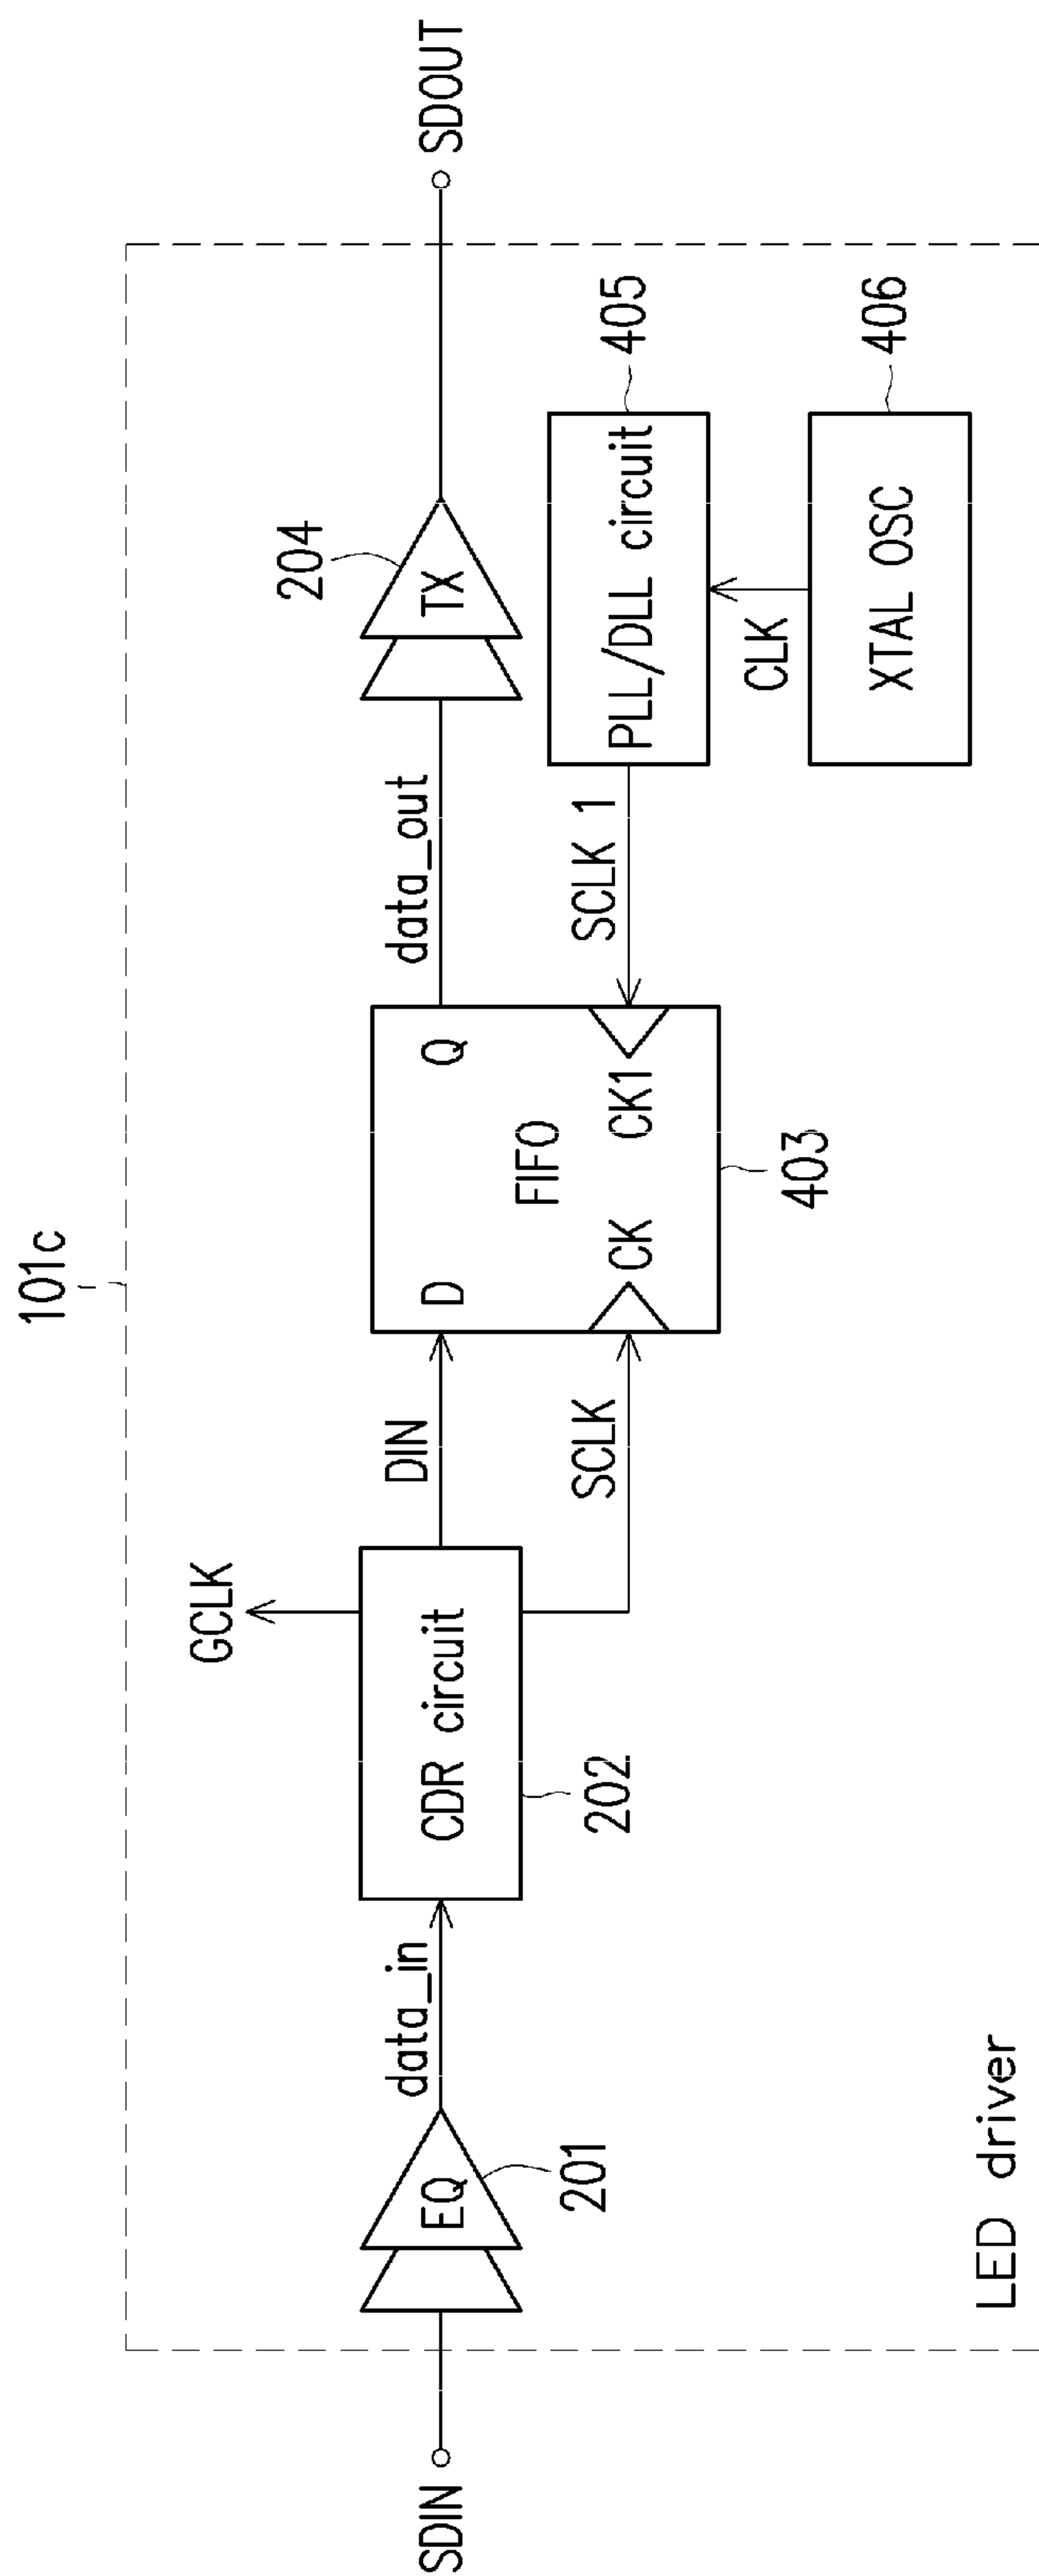 101c
SDIN
EQ
201
data_in
CDR circuit
202
GCLK
DIN
SCLK
D
Q
FIFO
CK
CK1
403
data_out
SCLK 1
TX
204
PLL/DLL circuit
405
CLK
XTAL OSC
406
SDOUT
LED driver